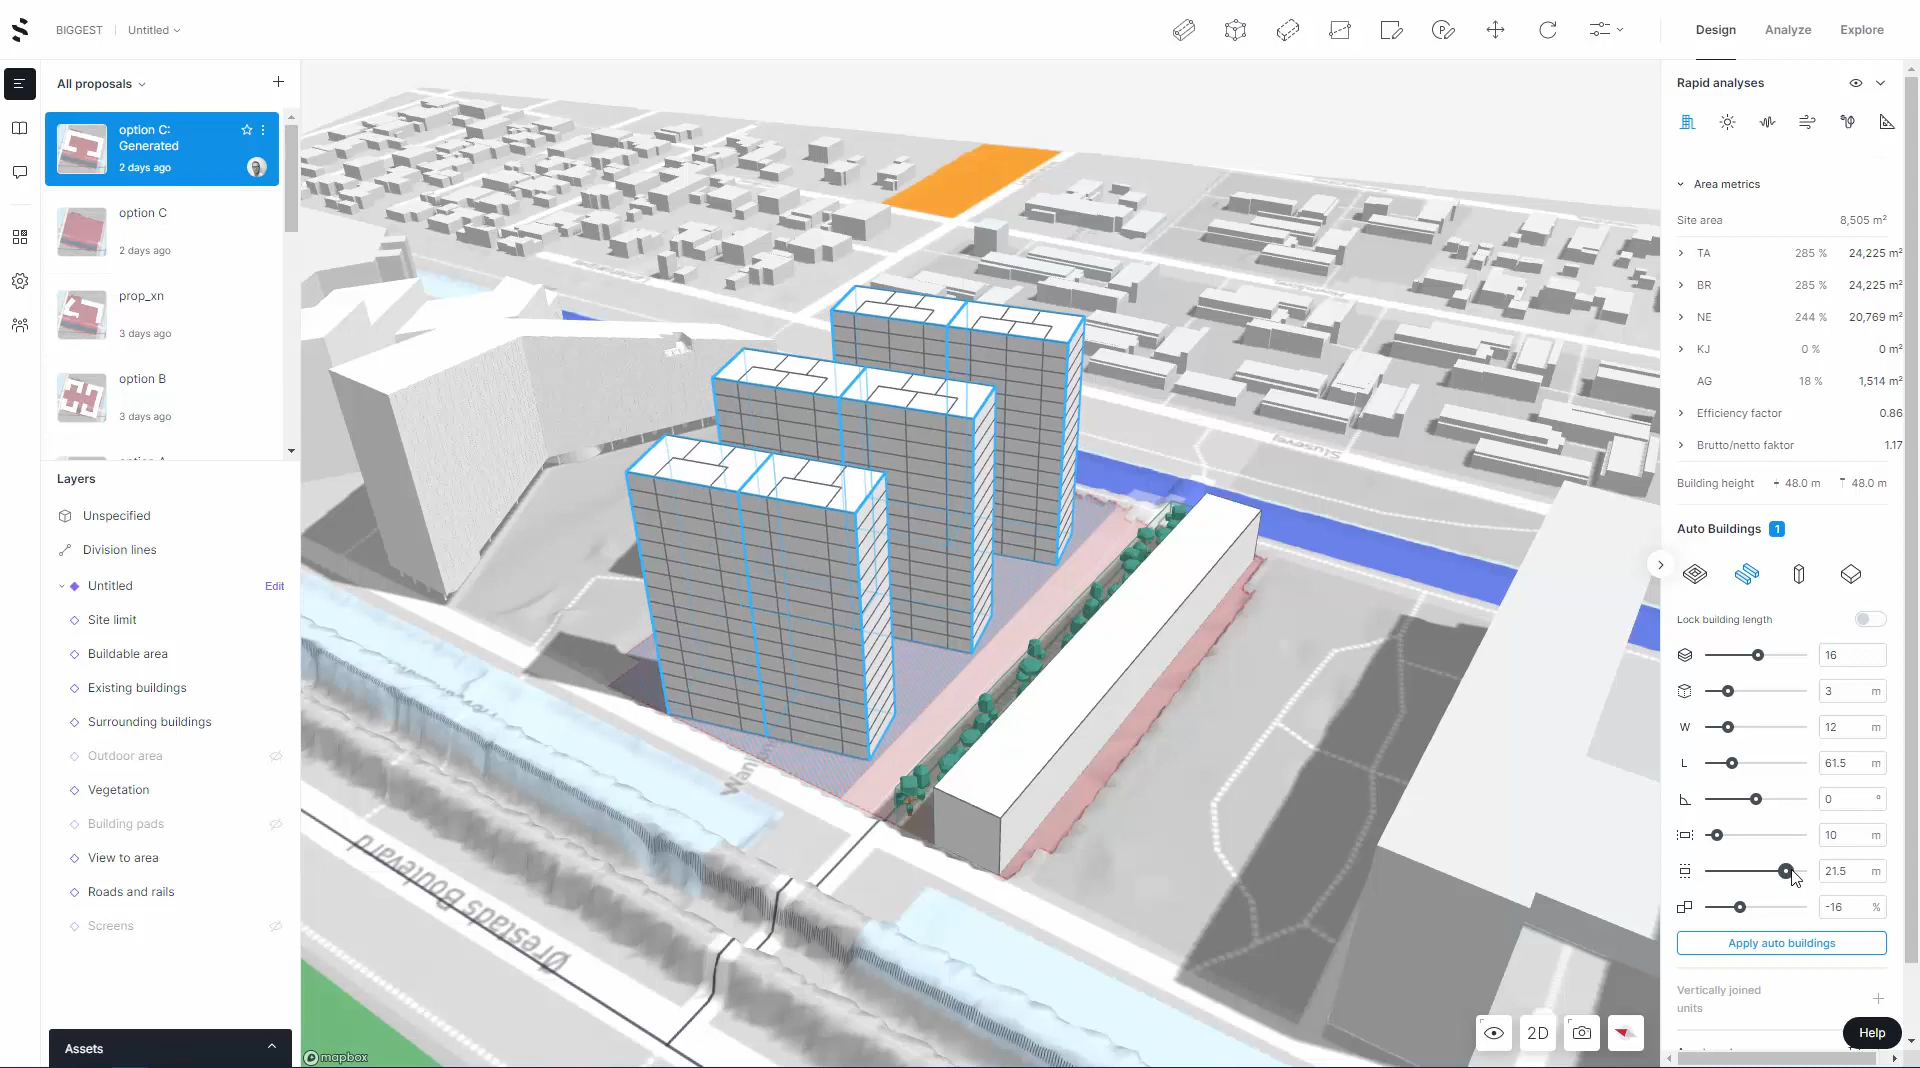 BIGGEST
Untitled
Design
Analyze
Explore
All proposals
option C:
Generated
2 days ago
option C
2 days ago
prop_xn
3 days ago
option B
3 days ago
Layers
Unspecified
Division lines
Untitled
Edit
Site limit
Buildable area
Existing buildings
Surrounding buildings
Outdoor area
Vegetation
Building pads
View to area
Roads and rails
Screens
Assets
Ørestads Boulevard
mapbox
2D
Rapid analyses
Area metrics
Site area 8,505 m²
TA 285 % 24,225 m²
BR 285 % 24,225 m²
NE 244 % 20,769 m²
KJ 0 % 0 m²
AG 18 % 1,514 m²
Efficiency factor 0.86
Brutto/netto faktor 1.17
Building height 48.0 m 48.0 m
Auto Buildings 1
Lock building length
16
3 m
W 12 m
L 61.5 m
0 °
10 m
21.5 m
-16 %
Apply auto buildings
Vertically joined
units
Help